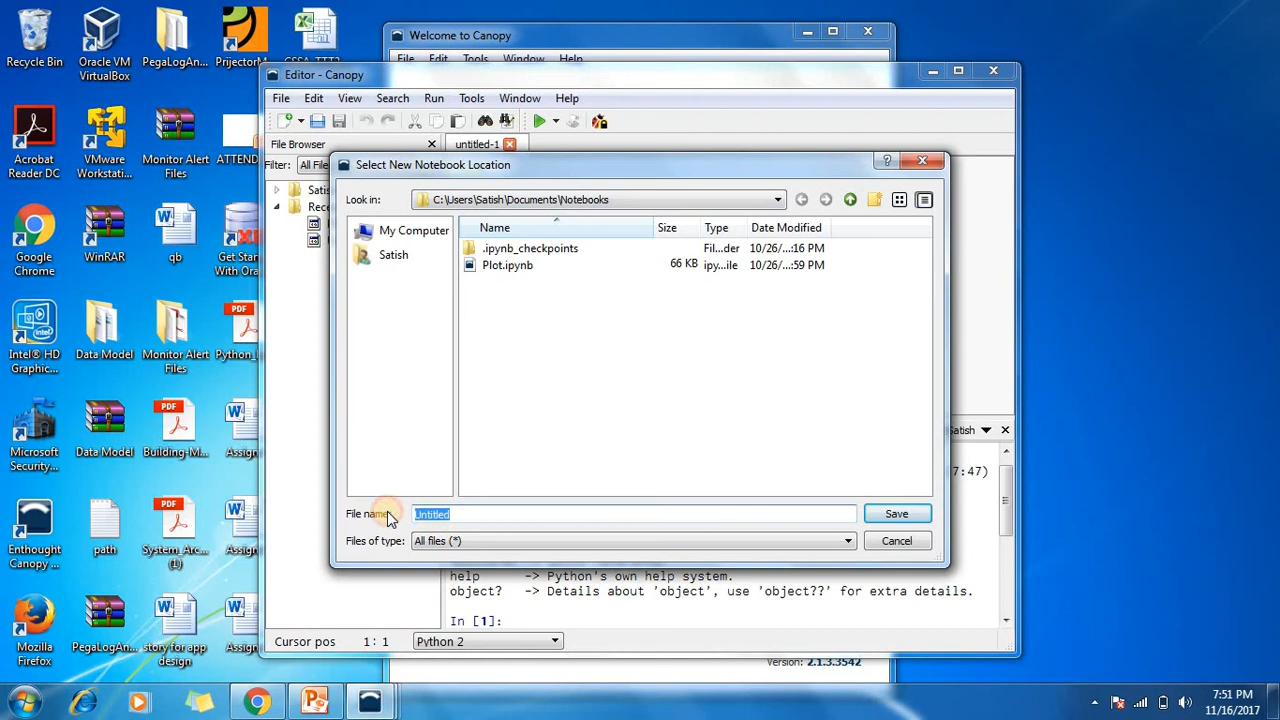 Recycle Bin
Oracle VM
VirtualBox
PegaLogAn...
PrijectorM...
CSSA_TTT2
Acrobat
Reader DC
VMware
Workstati...
Monitor Alert
Files
ATTEND
Google
Chrome
WinRAR
qb
Get Star
With Ora
Intel® HD
Graphic...
Data Model
Monitor Alert
Files
Python_
Microsoft
Security...
Data Model
Building-M...
Assign
Enthought
Canopy ...
path
System_Arc...
(1)
Assign
Mozilla
Firefox
PegaLogAn...
story for app
design
Assign
Welcome to Canopy
File Edit Tools Window Help
Editor - Canopy
File Edit View Search Run Tools Window Help
File Browser
untitled-1
Filter: All File
Satis
Rece
Select New Notebook Location
Look in: C:\Users\Satish\Documents\Notebooks
My Computer
Satish
Name Size Type Date Modified
.ipynb_checkpoints Fil...der 10/26/...:16 PM
Plot.ipynb 66 KB ipy...ile 10/26/...:59 PM
File name: Untitled Save
Files of type: All files (*) Cancel
Satish
7:47)
help -> Python's own help system.
object? -> Details about 'object', use 'object??' for extra details.
In [1]:
Cursor pos 1: 1 Python 2
Version: 2.1.3.3542
7:51 PM
11/16/2017